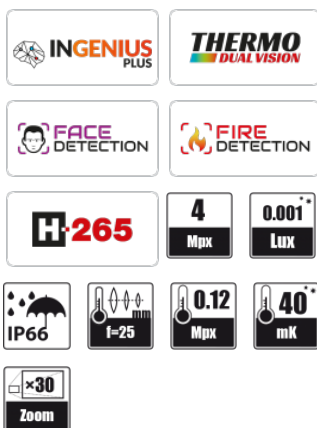 INGENIUS
PLUS
THERMO
DUAL VISION
FACE
DETECTION
FIRE
DETECTION
H·265
4
Mpx
0.001**
Lux
IP66
mm
f=25
0.12
Mpx
40**
mK
×30
Zoom